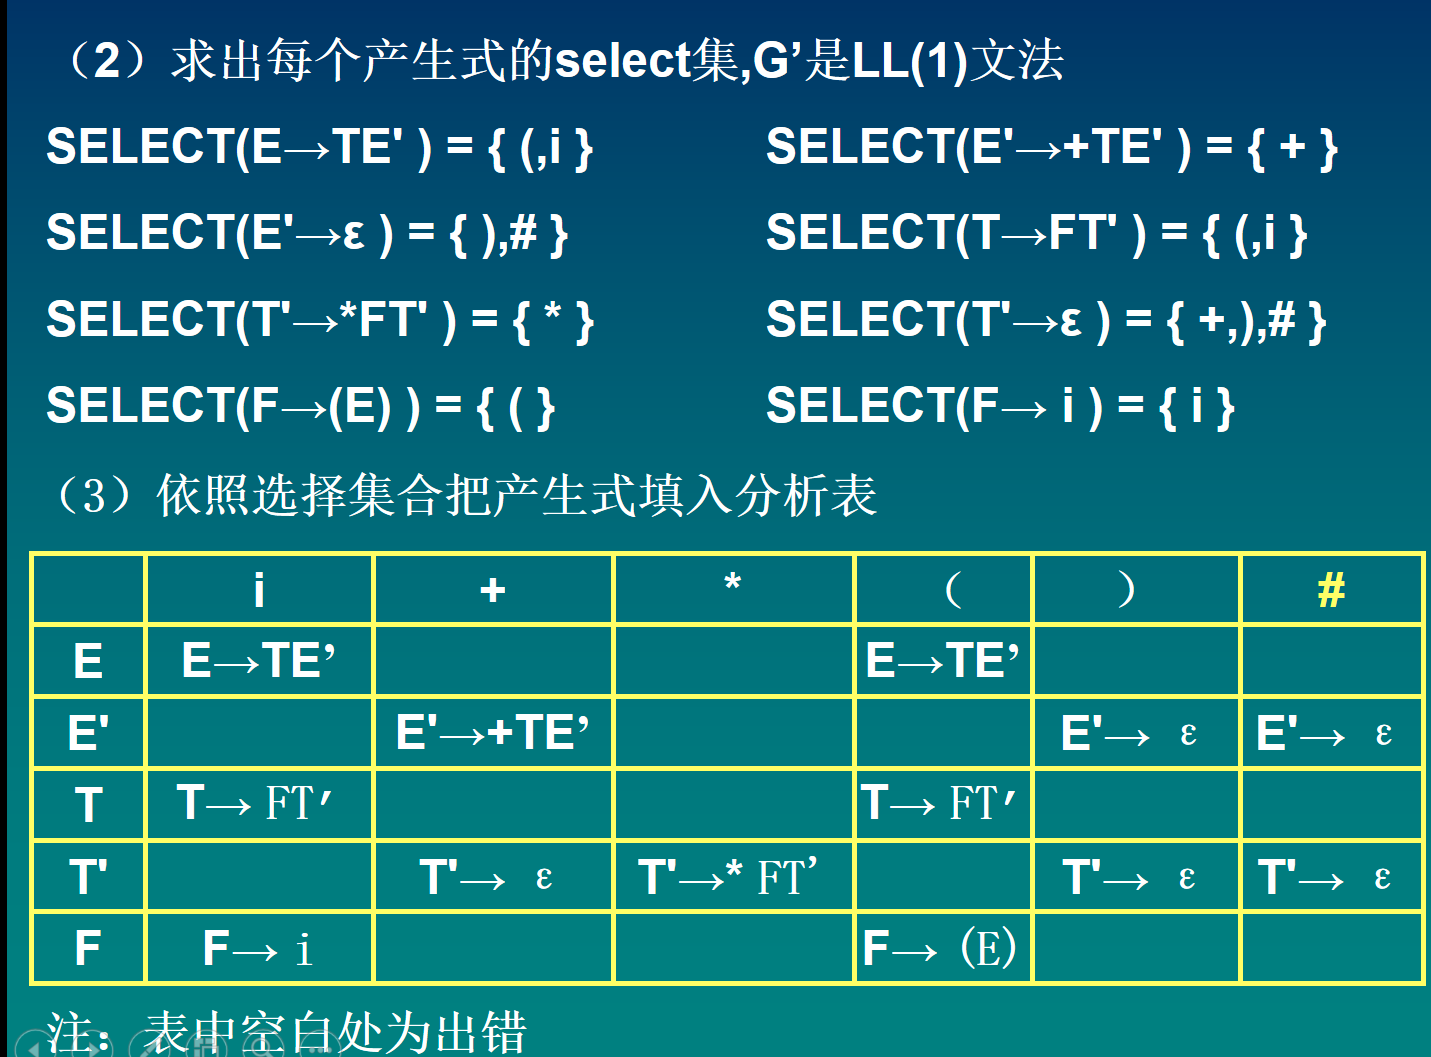 （2）求出每个产生式的select集,G’是LL(1)文法
SELECT(E→TE' ) = { (,i }	SELECT(E'→+TE' ) = { + }
SELECT(E'→ε ) = { ),# }	SELECT(T→FT' ) = { (,i }
SELECT(T'→*FT' ) = { * }	SELECT(T'→ε ) = { +,),# }
SELECT(F→(E) ) = { ( }	SELECT(F→ i ) = { i }
（3）依照选择集合把产生式填入分析表
i	+	*	（	）	#
E	E→TE’	E→TE’
E'	E'→+TE’	E'→ ε	E'→ ε
T	T→ FT′	T→ FT′
T'	T'→ ε	T'→* FT’	T'→ ε	T'→ ε
F	F→ i	F→ (E)
注：表中空白处为出错